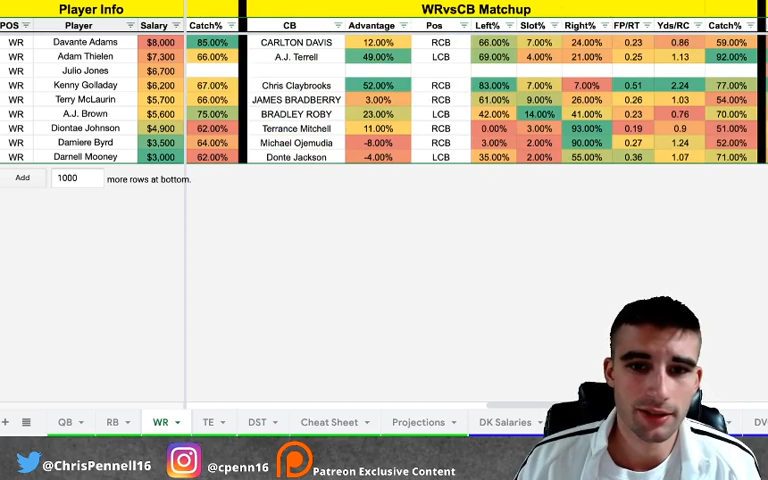 Player Info WRvsCB Matchup
POS Player Salary Catch% CB Advantage Pos Left% Slot% Right% FP/RT Yds/RC Catch%
WR Davante Adams $8,000 85.00% CARLTON DAVIS 12.00% RCB 66.00% 7.00% 24.00% 0.23 0.86 59.00%
WR Adam Thielen $7,300 66.00% A.J. Terrell 49.00% LCB 69.00% 4.00% 21.00% 0.25 1.13 92.00%
WR Julio Jones $6,700
WR Kenny Golladay $6,200 67.00% Chris Claybrooks 52.00% LCB 83.00% 7.00% 7.00% 0.51 2.24 77.00%
WR Terry McLaurin $5,700 66.00% JAMES BRADBERRY 3.00% RCB 61.00% 9.00% 26.00% 0.26 1.03 54.00%
WR A.J. Brown $5,600 75.00% BRADLEY ROBY 23.00% LCB 42.00% 14.00% 41.00% 0.23 0.76 70.00%
WR Diontae Johnson $4,900 62.00% Terrance Mitchell 11.00% LCB 0.00% 3.00% 93.00% 0.19 0.9 51.00%
WR Damiere Byrd $3,500 64.00% Michael Ojemudia -8.00% LCB 3.00% 2.00% 90.00% 0.27 1.24 52.00%
WR Darnell Mooney $3,000 62.00% Donte Jackson -4.00% LCB 35.00% 2.00% 55.00% 0.36 1.07 71.00%
Add 1000 more rows at bottom.
+ QB RB WR TE DST Cheat Sheet Projections DK Salaries DV
@ChrisPennell16 @cpenn16 Patreon Exclusive Content